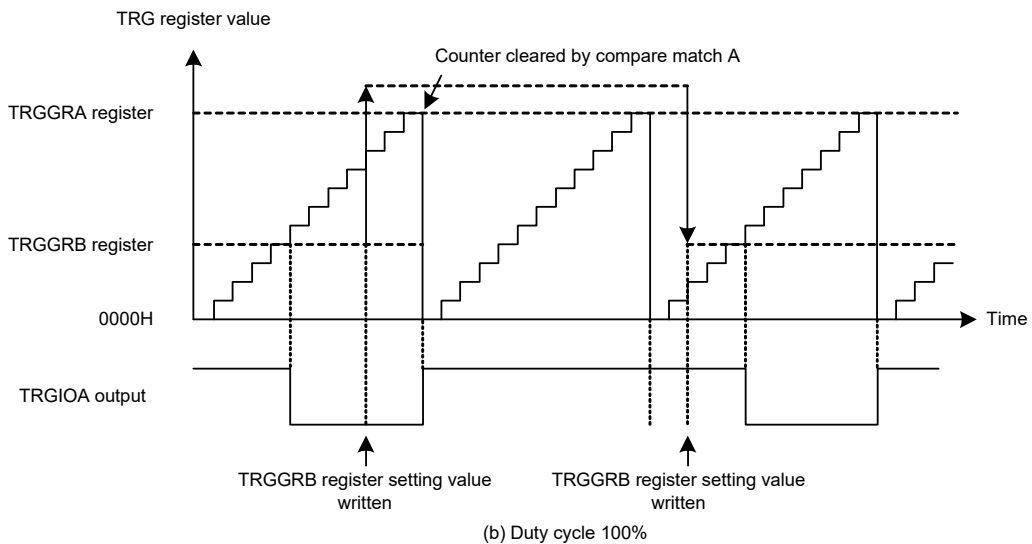 TRG register value
Counter cleared by compare match A
TRGGRA register
TRGGRB register
0000H
Time
TRGIOA output
TRGGRB register setting value
written
TRGGRB register setting value
written
(b) Duty cycle 100%